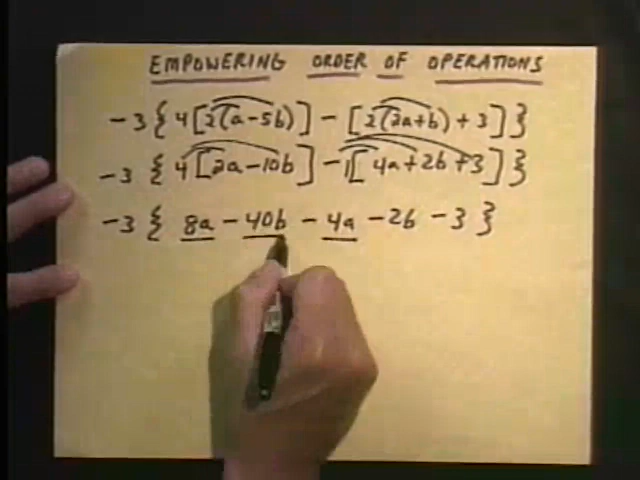 EMPOWERING ORDER OF OPERATIONS
-3 { 4 [ 2 (a - 5b) ] - [ 2 (2a + b) + 3 ] }
-3 { 4 [ 2a - 10b ] - 1 [ 4a + 2b + 3 ] }
-3 { 8a - 40b - 4a - 2b - 3 }